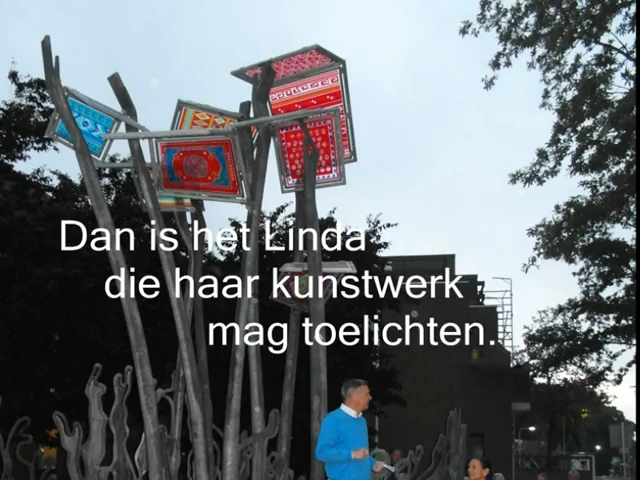 Dan is het Linda
die haar kunstwerk
mag toelichten...